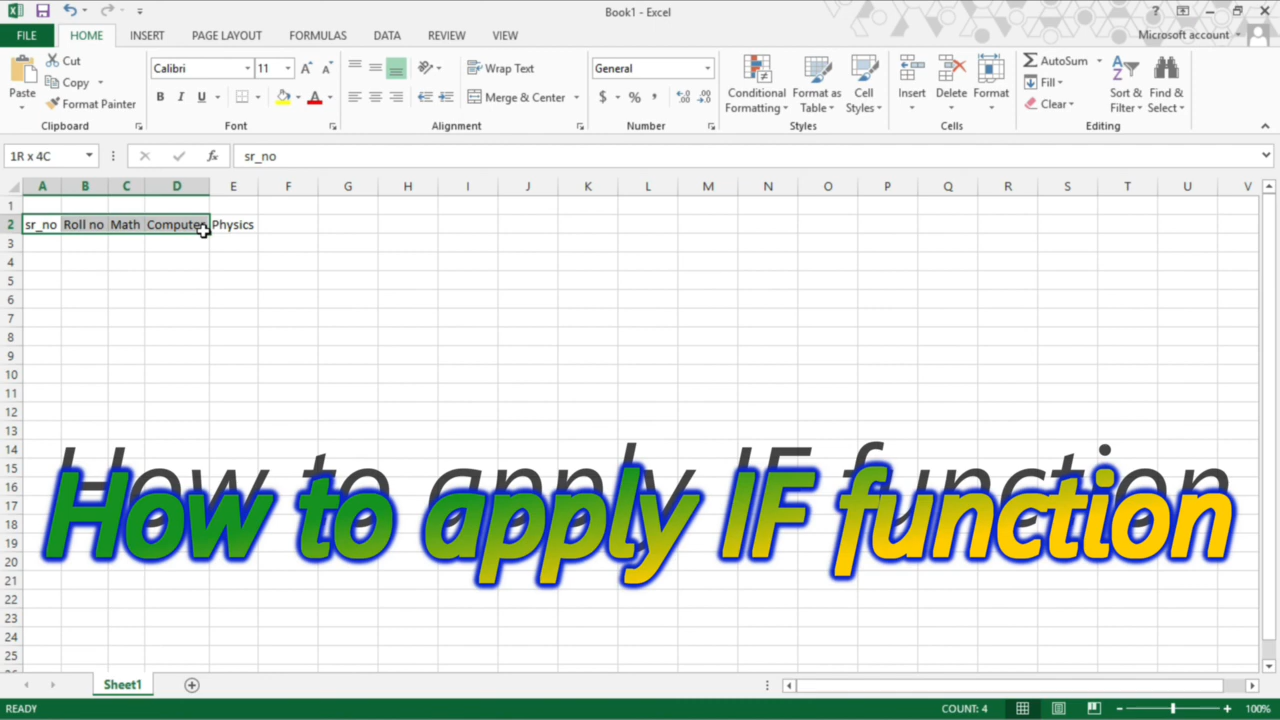 Book1 - Excel
?
FILE HOME INSERT PAGE LAYOUT FORMULAS DATA REVIEW VIEW Microsoft account
Paste Cut Copy Format Painter
Calibri 11 A A
B I U A
Wrap Text
Merge & Center
General
$ % ,
Conditional Formatting
Format as Table
Cell Styles
Insert Delete Format
AutoSum
Fill
Clear
Sort & Filter
Find & Select
Clipboard Font Alignment Number Styles Cells Editing
1R x 4C fx sr_no
A B C D E F G H I J K L M N O P Q R S T U V
1
2 sr_no Roll no Math Computer Physics
3
4
5
6
7
8
9
10
11
12
13
14
15
16
17
18
19
20
21
22
23
24
25
How to apply IF function
Sheet1
READY COUNT: 4 100%